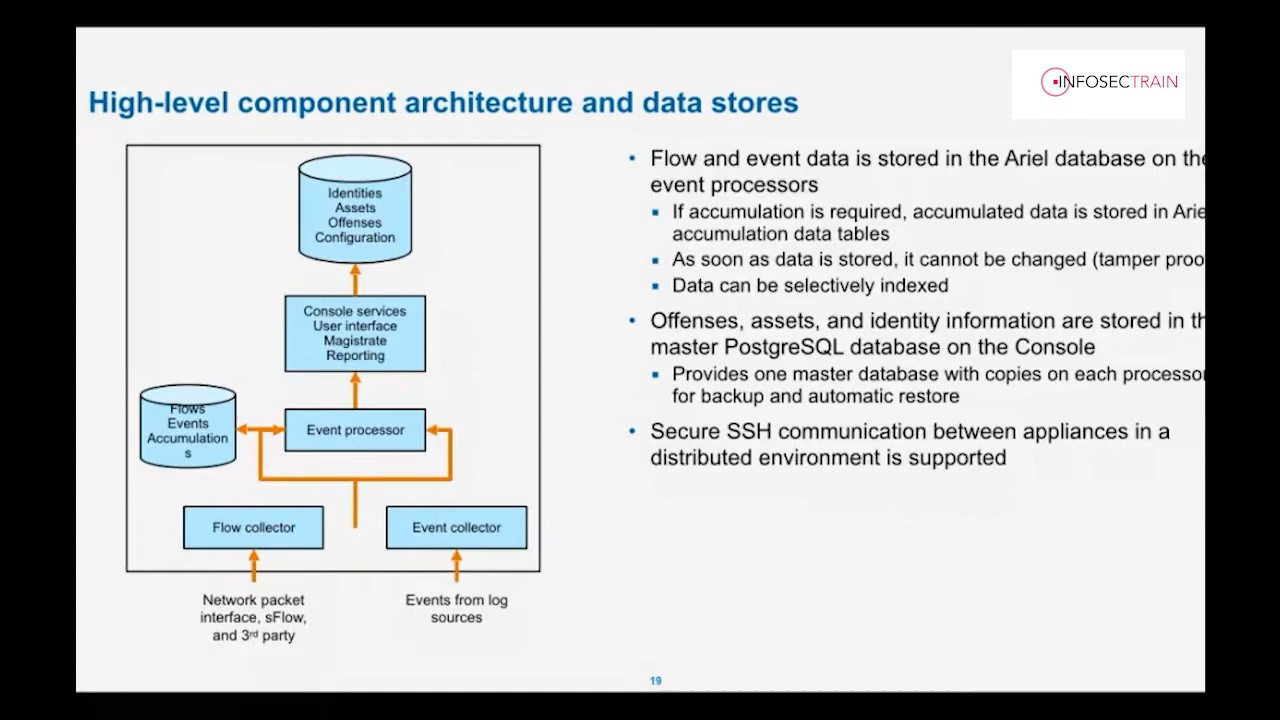 INFOSECTRAIN
High-level component architecture and data stores
Identities
Assets
Offenses
Configuration
Console services
User interface
Magistrate
Reporting
Flows
Events
Accumulation
s
Event processor
Flow collector
Event collector
Network packet
interface, sFlow,
and 3rd party
Events from log
sources
• Flow and event data is stored in the Ariel database on the
event processors
▪ If accumulation is required, accumulated data is stored in Arie
accumulation data tables
▪ As soon as data is stored, it cannot be changed (tamper proo
▪ Data can be selectively indexed
• Offenses, assets, and identity information are stored in th
master PostgreSQL database on the Console
▪ Provides one master database with copies on each processor
for backup and automatic restore
• Secure SSH communication between appliances in a
distributed environment is supported
19